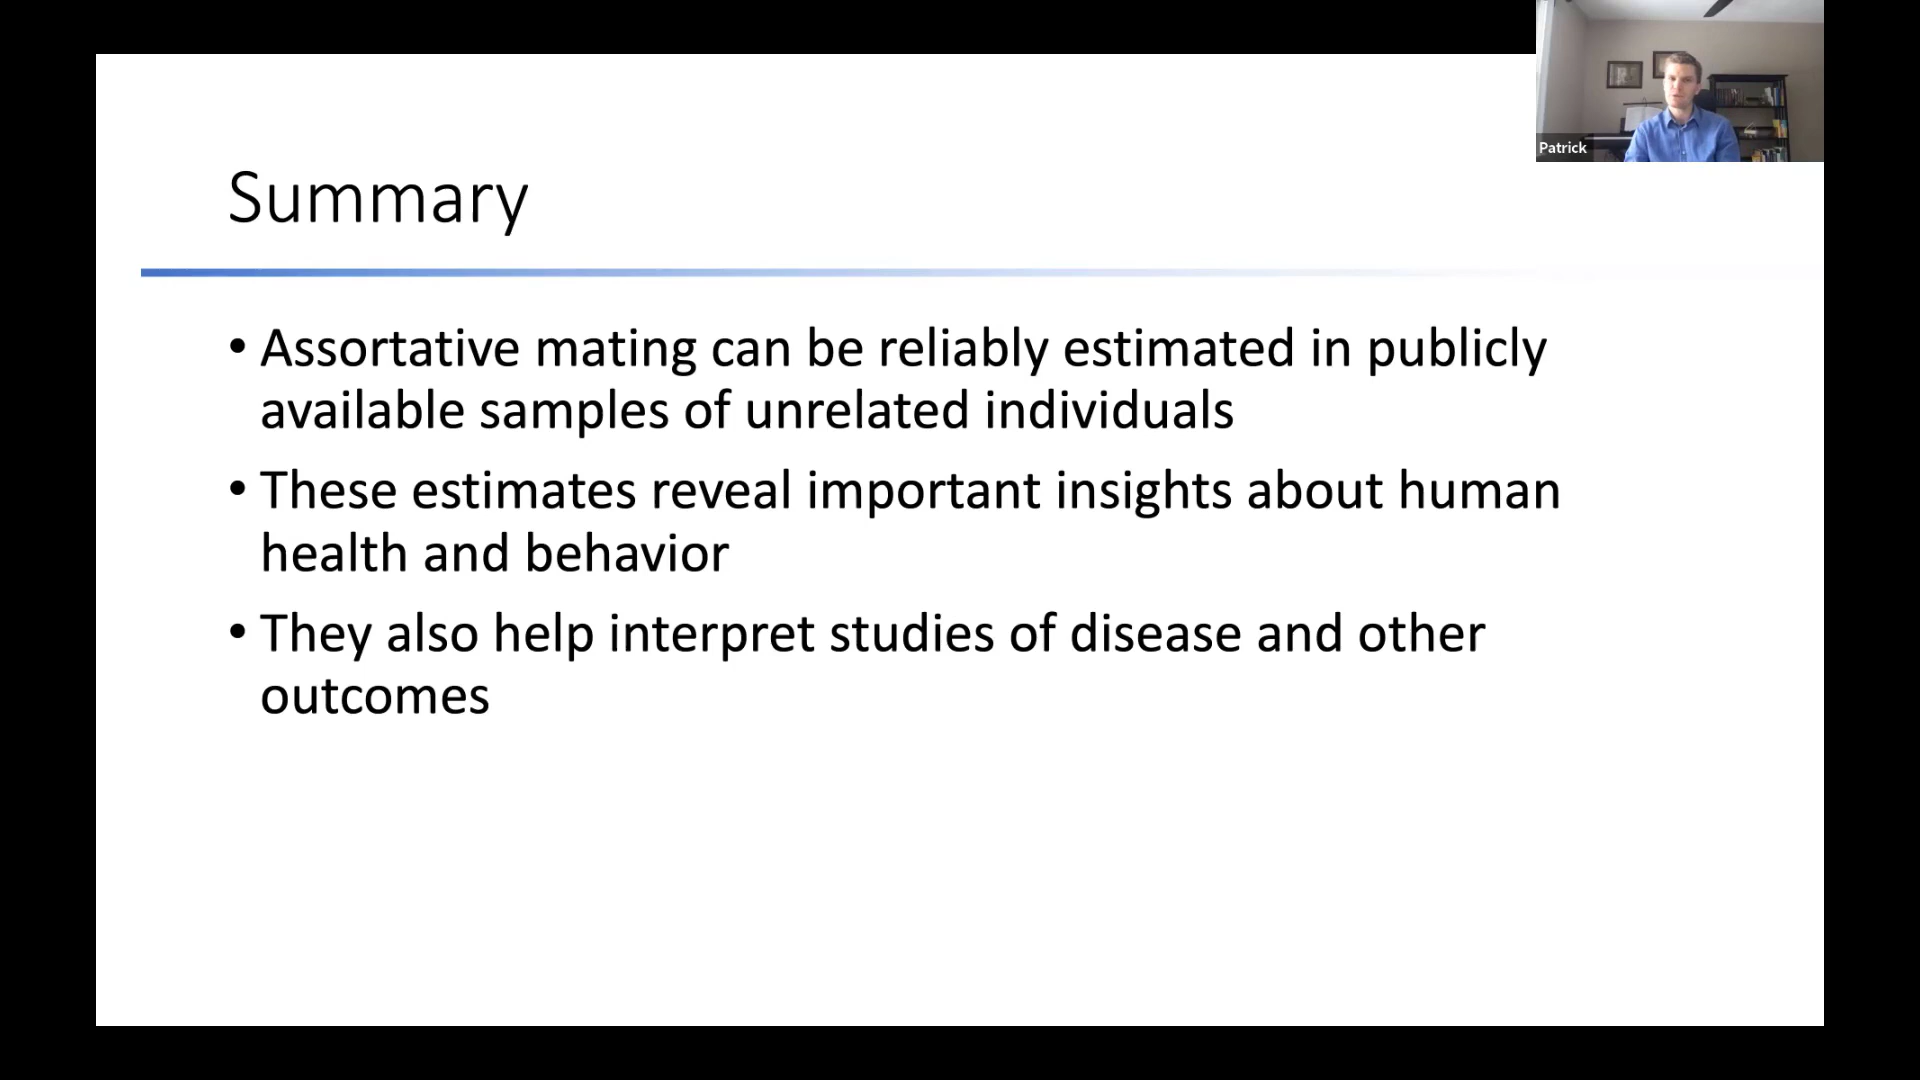 Patrick
Summary
• Assortative mating can be reliably estimated in publicly
available samples of unrelated individuals
• These estimates reveal important insights about human
health and behavior
• They also help interpret studies of disease and other
outcomes